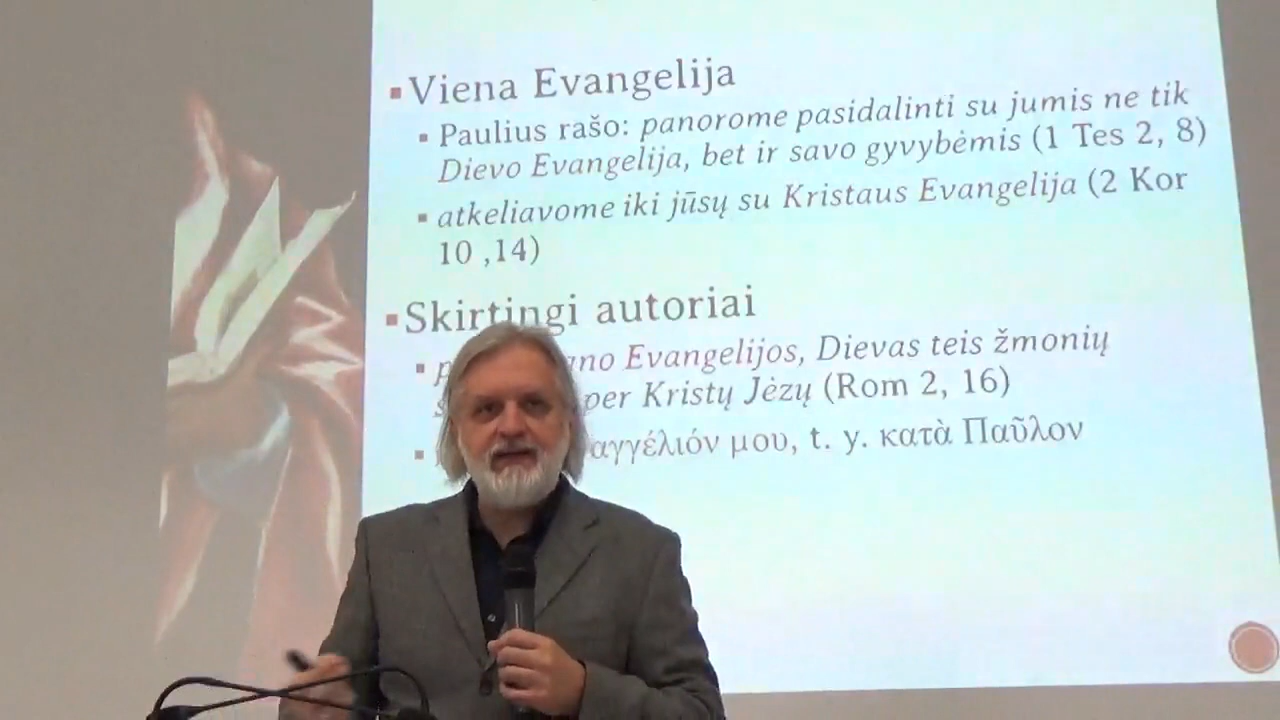 Viena Evangelija
Paulius rašo: panorome pasidalinti su jumis ne tik
Dievo Evangelija, bet ir savo gyvybėmis (1 Tes 2, 8)
atkeliavome iki jūsų su Kristaus Evangelija (2 Kor
10 ,14)
Skirtingi autoriai
Evangelijos, Dievas teis žmonių
per Kristų Jėzų (Rom 2, 16)
αγγέλιόν μου, t. y. κατὰ Παῦλον